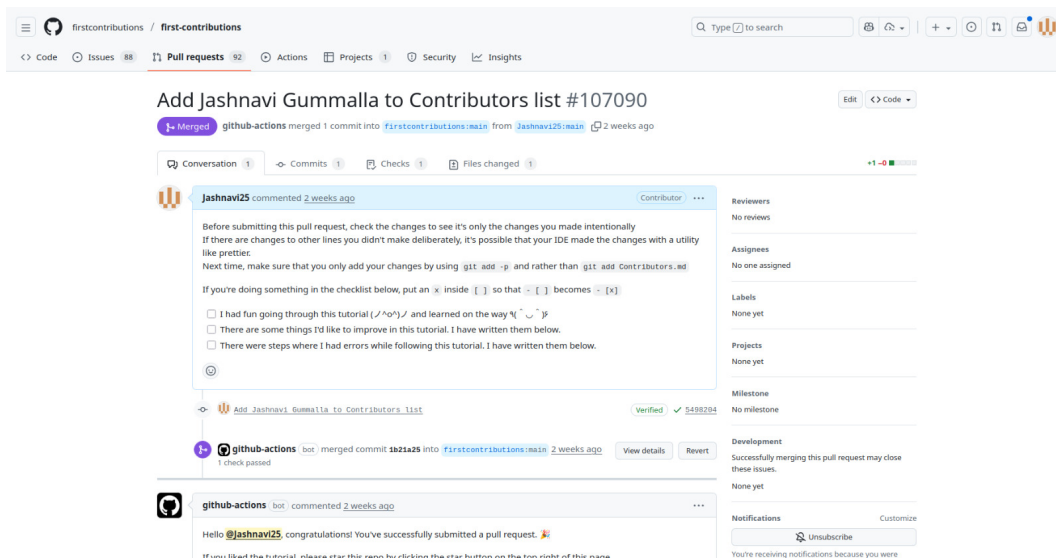 firstcontributions / first-contributions
Type / to search
Code
Issues 88
Pull requests 92
Actions
Projects 1
Security
Insights
Add Jashnavi Gummalla to Contributors list #107090
Edit
<> Code
Merged
github-actions merged 1 commit into firstcontributions:main from Jashnavi25:main 2 weeks ago
Conversation 1
Commits 1
Checks 1
Files changed 1
+1 −0
Jashnavi25 commented 2 weeks ago
Contributor
Before submitting this pull request, check the changes to see it's only the changes you made intentionally
If there are changes to other lines you didn't make deliberately, it's possible that your IDE made the changes with a utility
like prettier.
Next time, make sure that you only add your changes by using git add -p and rather than git add Contributors.md
If you're doing something in the checklist below, put an x inside [ ] so that - [ ] becomes - [x]
I had fun going through this tutorial (ノ^o^)ノ and learned on the way ٩(＾◡＾)۶
There are some things I'd like to improve in this tutorial. I have written them below.
There were steps where I had errors while following this tutorial. I have written them below.
Add Jashnavi Gummalla to Contributors list
Verified
5498204
github-actions bot merged commit 1b21a25 into firstcontributions:main 2 weeks ago
View details
Revert
1 check passed
github-actions bot commented 2 weeks ago
Hello @Jashnavi25, congratulations! You've successfully submitted a pull request. 🎉
If you liked the tutorial, please star this repo by clicking the star button on the top right of this page
Reviewers
No reviews
Assignees
No one assigned
Labels
None yet
Projects
None yet
Milestone
No milestone
Development
Successfully merging this pull request may close
these issues.
None yet
Notifications
Customize
Unsubscribe
You're receiving notifications because you were